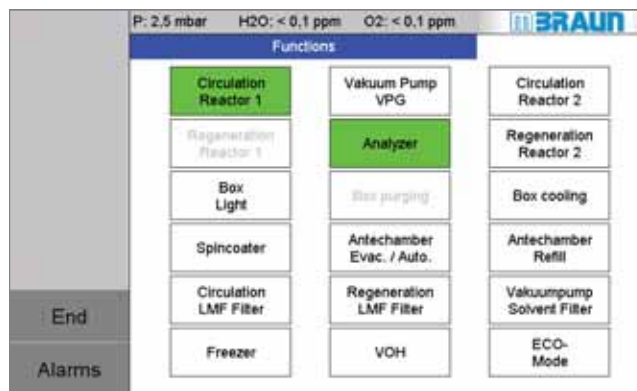 P: 2,5 mbar H2O: < 0,1 ppm O2: < 0,1 ppm MBRAUN
Functions
Circulation
Reactor 1
Vakuum Pump
VPG
Circulation
Reactor 2
Regeneration
Reactor 1
Analyzer
Regeneration
Reactor 2
Box
Light
Box purging
Box cooling
Spincoater
Antechamber
Evac. / Auto.
Antechamber
Refill
Circulation
LMF Filter
Regeneration
LMF Filter
Vakuumpump
Solvent Filter
End
Freezer
VOH
ECO-
Mode
Alarms